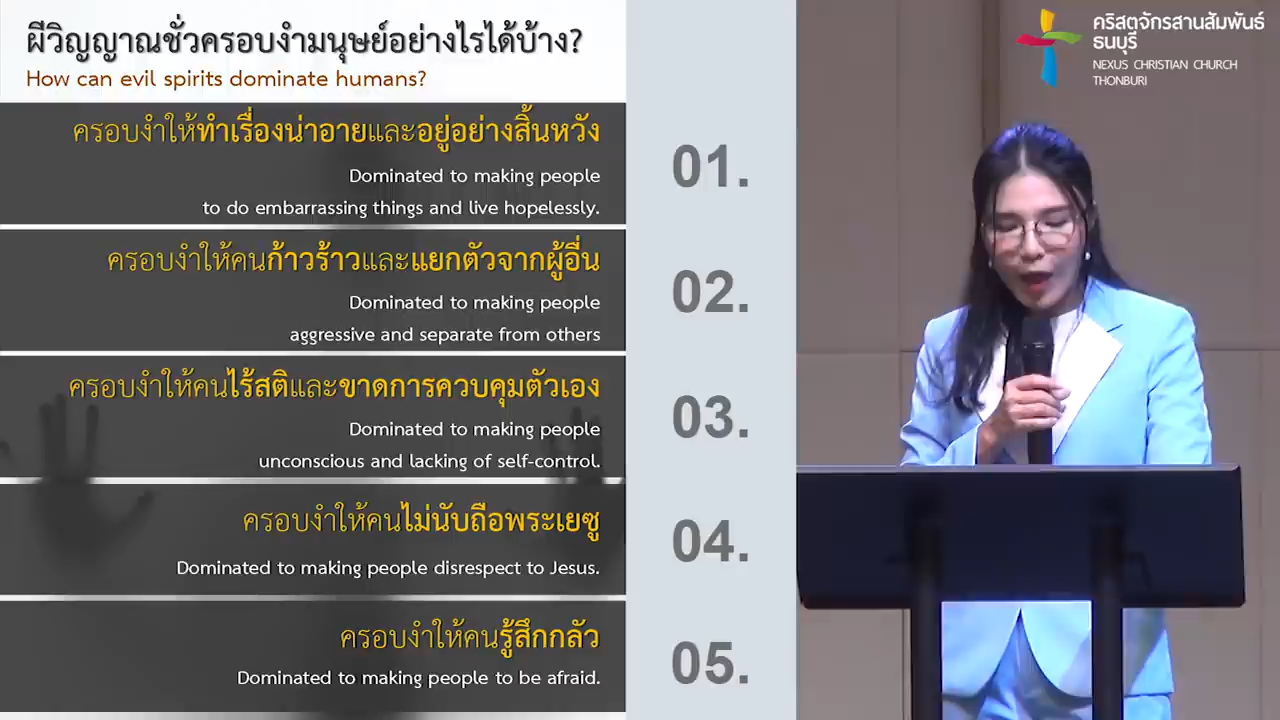 ผีวิญญาณชั่วครอบงำมนุษย์อย่างไรได้บ้าง?
How can evil spirits dominate humans?
ครอบงำให้ทำเรื่องน่าอายและอยู่อย่างสิ้นหวัง
Dominated to making people
to do embarrassing things and live hopelessly.
01.
ครอบงำให้คนก้าวร้าวและแยกตัวจากผู้อื่น
Dominated to making people
aggressive and separate from others
02.
ครอบงำให้คนไร้สติและขาดการควบคุมตัวเอง
Dominated to making people
unconscious and lacking of self-control.
03.
ครอบงำให้คนไม่นับถือพระเยซู
Dominated to making people disrespect to Jesus.
04.
ครอบงำให้คนรู้สึกกลัว
Dominated to making people to be afraid.
05.
คริสตจักรสานสัมพันธ์
ธนบุรี
NEXUS CHRISTIAN CHURCH
THONBURI